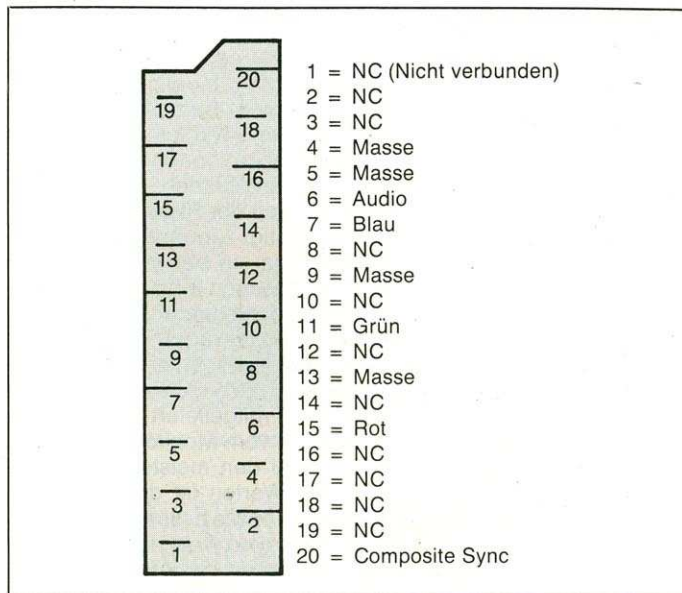 20
19
18
17
16
15
14
13
12
11
10
9
8
7
6
5
4
3
2
1
1 = NC (Nicht verbunden)
2 = NC
3 = NC
4 = Masse
5 = Masse
6 = Audio
7 = Blau
8 = NC
9 = Masse
10 = NC
11 = Grün
12 = NC
13 = Masse
14 = NC
15 = Rot
16 = NC
17 = NC
18 = NC
19 = NC
20 = Composite Sync